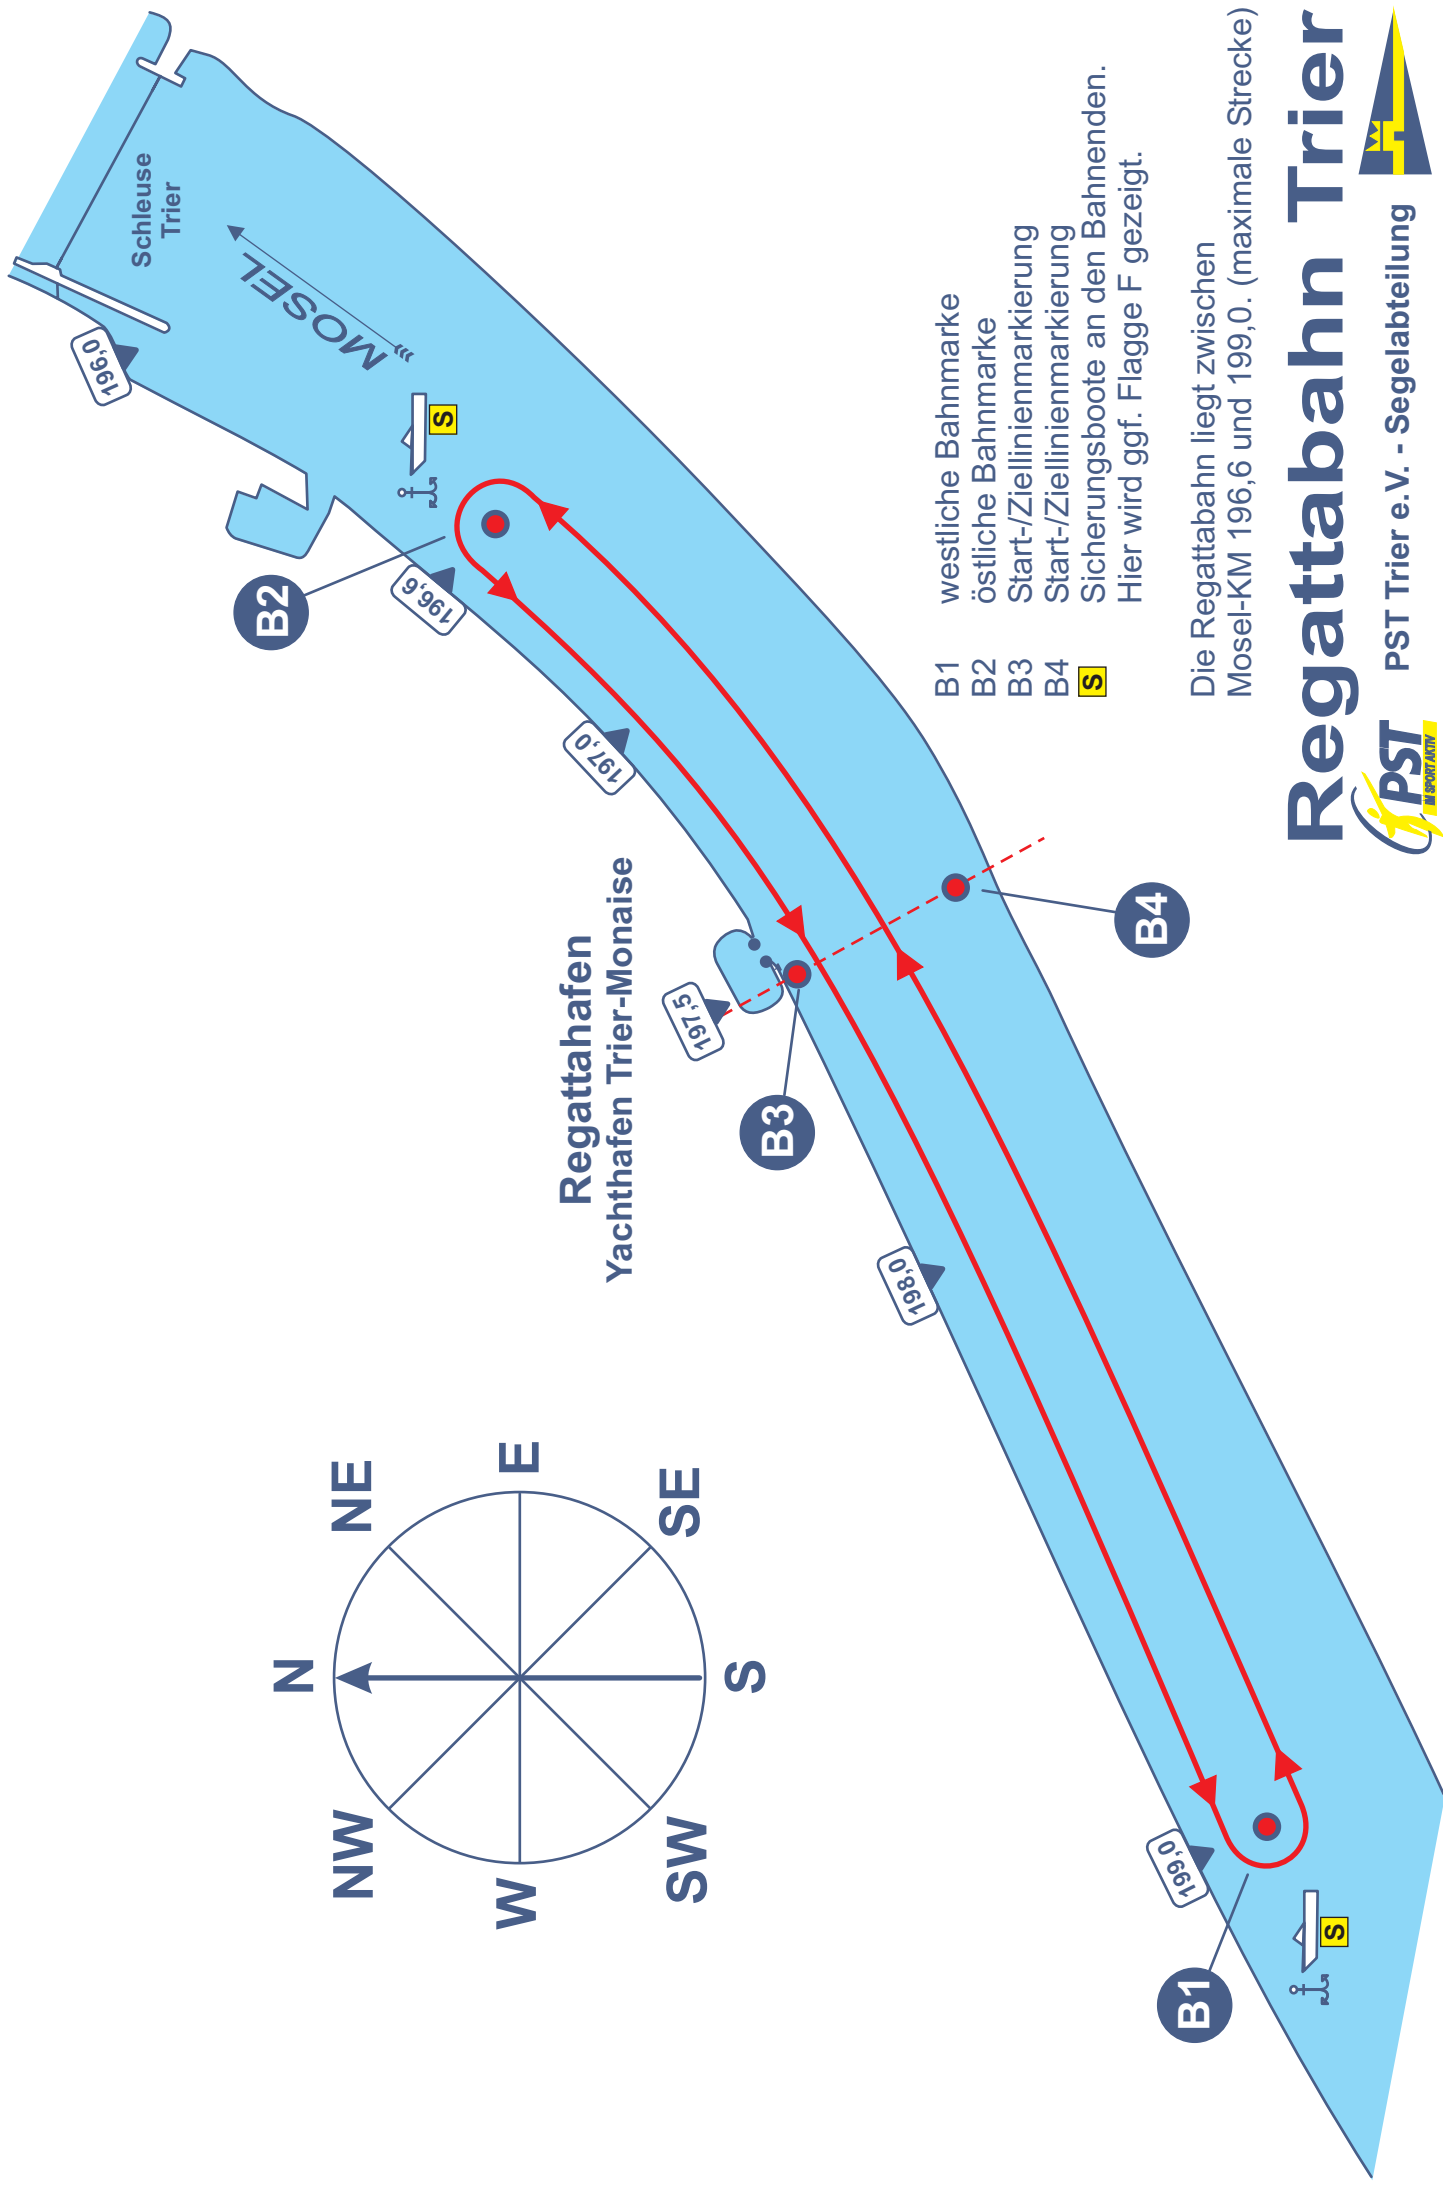 Schleuse
Trier
MOSEL
196,0
S
B2
196,6
197,0
Regattahafen
Yachthafen Trier-Monaise
197,5
B3
B4
198,0
199,0
B1
S
N
NE
E
SE
S
SW
W
NW
B1 westliche Bahnmarke
B2 östliche Bahnmarke
B3 Start-/Ziellinienmarkierung
B4 Start-/Ziellinienmarkierung
S Sicherungsboote an den Bahnenden.
Hier wird ggf. Flagge F gezeigt.
Die Regattabahn liegt zwischen
Mosel-KM 196,6 und 199,0. (maximale Strecke)
Regattabahn Trier
PST
IM SPORT AKTIV
PST Trier e.V. - Segelabteilung